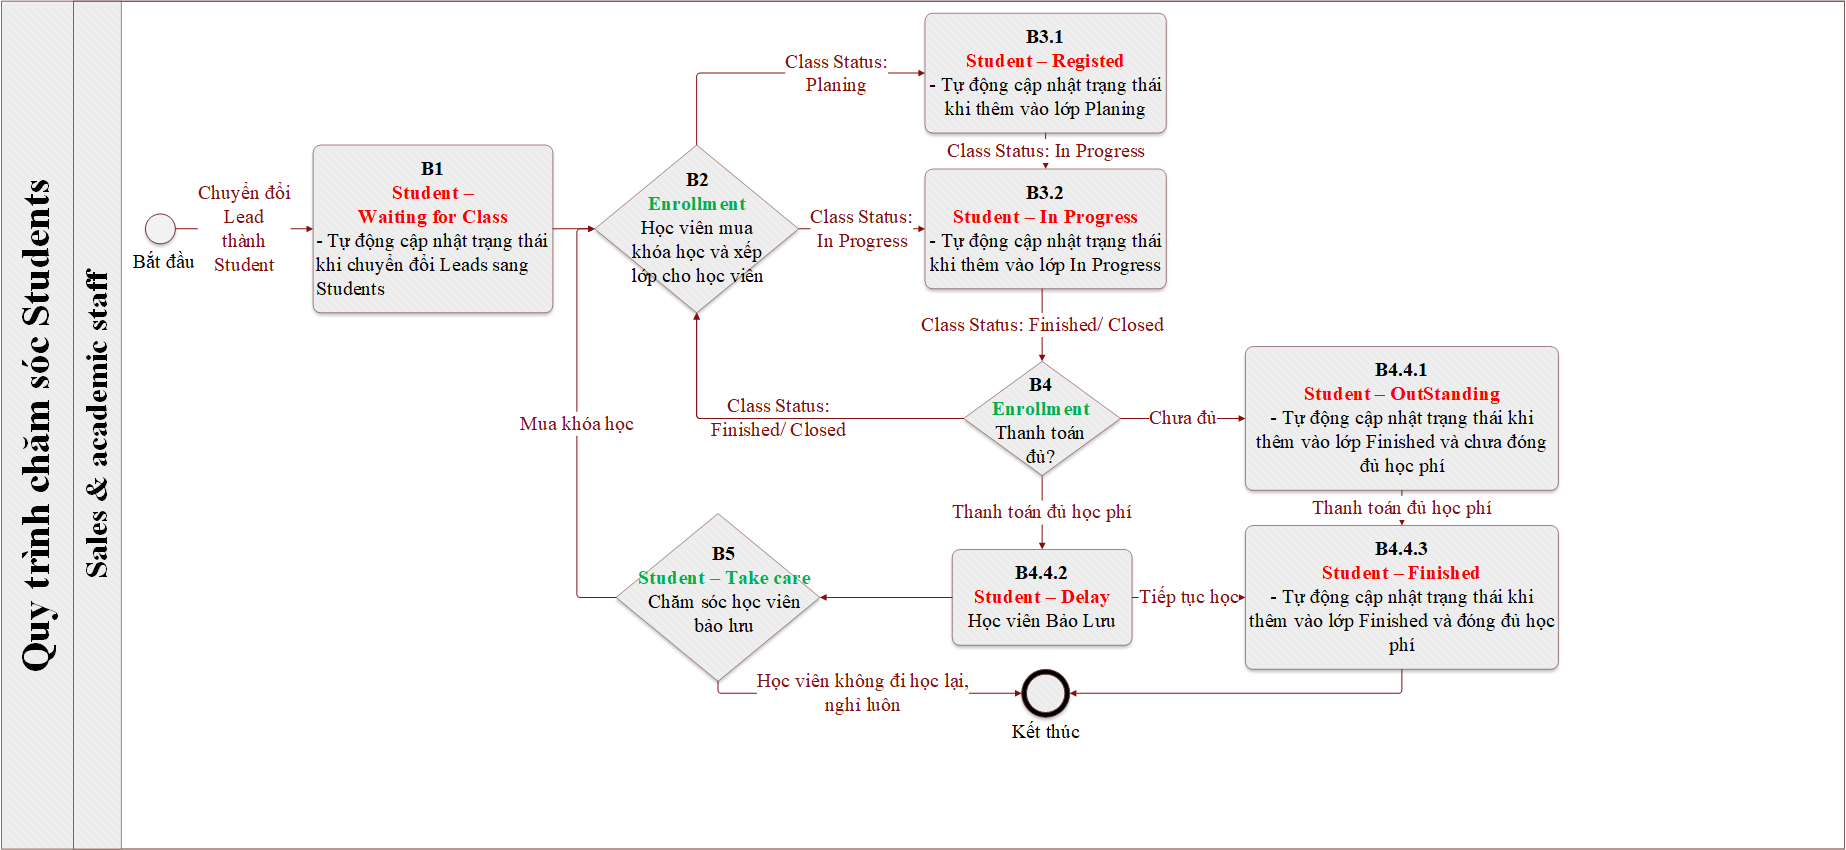 Quy trình chăm sóc Students
Sales & academic staff
Bắt đầu
Chuyển đổi
Lead
thành
Student
B1
Student –
Waiting for Class
- Tự động cập nhật trạng thái
khi chuyển đổi Leads sang
Students
B2
Enrollment
Học viên mua
khóa học và xếp
lớp cho học viên
Class Status:
Planing
B3.1
Student – Registed
- Tự động cập nhật trạng thái
khi thêm vào lớp Planing
Class Status: In Progress
Class Status:
In Progress
B3.2
Student – In Progress
- Tự động cập nhật trạng thái
khi thêm vào lớp In Progress
Class Status: Finished/ Closed
B4
Enrollment
Thanh toán
đủ?
Class Status:
Finished/ Closed
Chưa đủ
B4.4.1
Student – OutStanding
- Tự động cập nhật trạng thái khi
thêm vào lớp Finished và chưa đóng
đủ học phí
Mua khóa học
Thanh toán đủ học phí
Thanh toán đủ học phí
B5
Student – Take care
Chăm sóc học viên
bảo lưu
B4.4.2
Student – Delay
Học viên Bảo Lưu
Tiếp tục học
B4.4.3
Student – Finished
- Tự động cập nhật trạng thái khi
thêm vào lớp Finished và đóng đủ học
phí
Học viên không đi học lại,
nghỉ luôn
Kết thúc